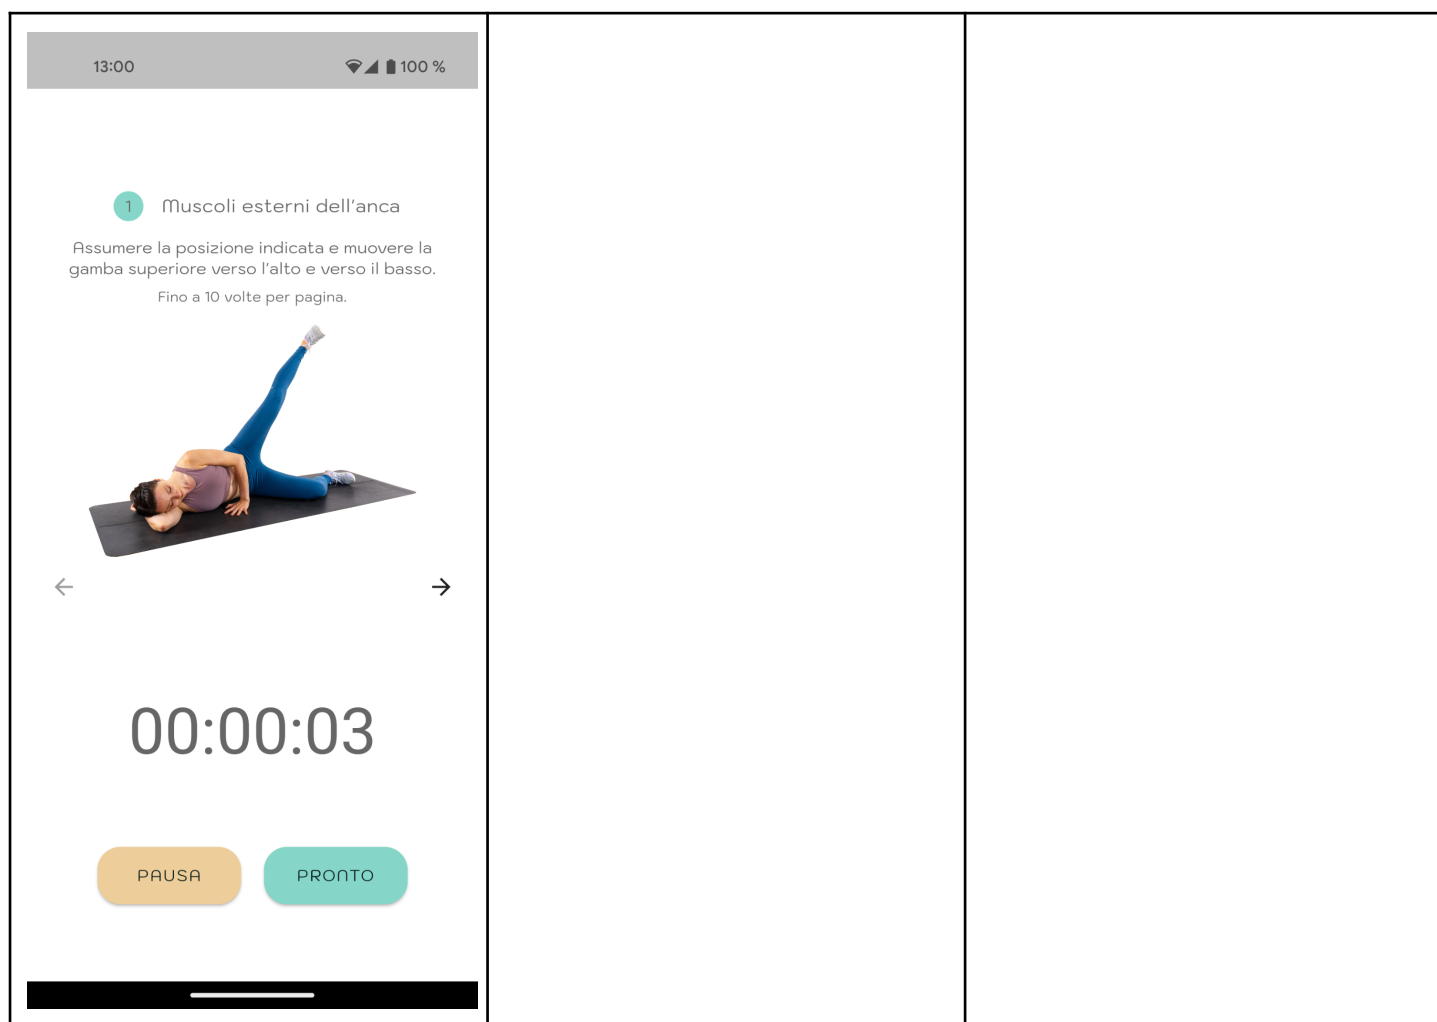 13:00
100 %
1 Muscoli esterni dell'anca
Assumere la posizione indicata e muovere la
gamba superiore verso l'alto e verso il basso.
Fino a 10 volte per pagina.
00:00:03
PAUSA
PRONTO